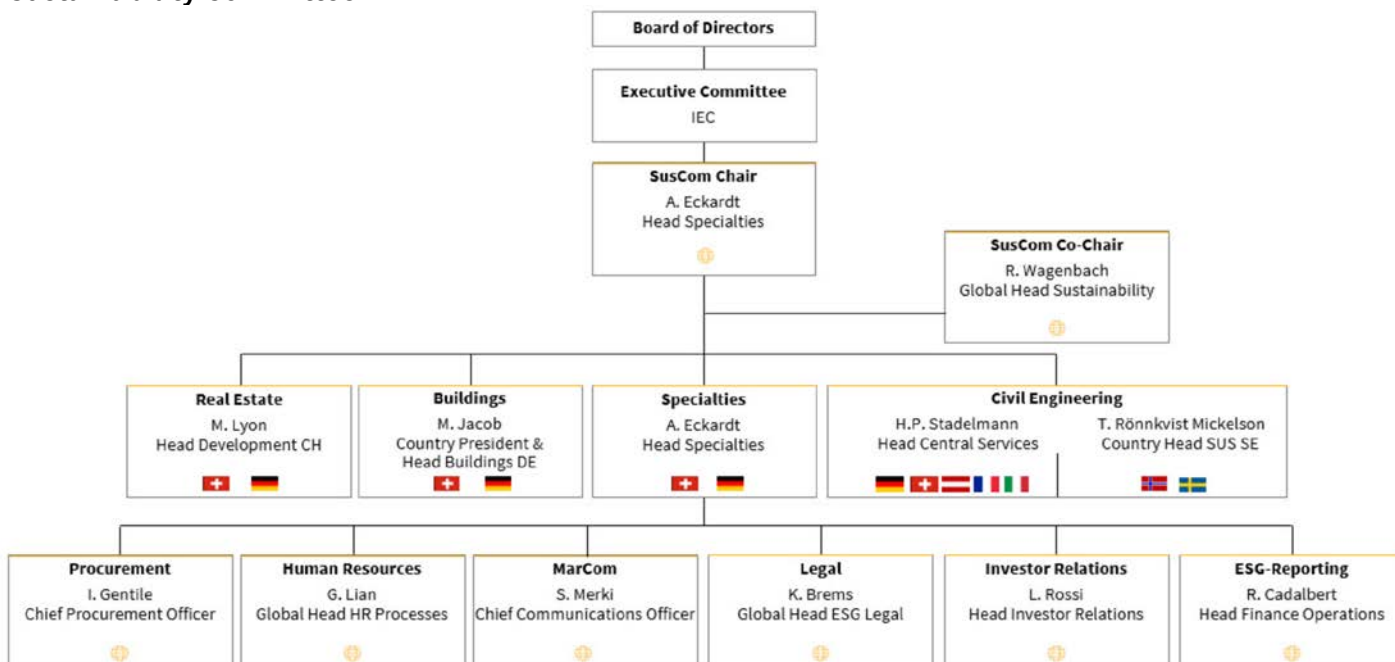 Board of Directors
Executive Committee
IEC
SusCom Chair
A. Eckardt
Head Specialties
SusCom Co-Chair
R. Wagenbach
Global Head Sustainability
Real Estate
M. Lyon
Head Development CH
Buildings
M. Jacob
Country President &
Head Buildings DE
Specialties
A. Eckardt
Head Specialties
Civil Engineering
H.P. Stadelmann
Head Central Services
T. Rönnkvist Mickelson
Country Head SUS SE
Procurement
I. Gentile
Chief Procurement Officer
Human Resources
G. Lian
Global Head HR Processes
MarCom
S. Merki
Chief Communications Officer
Legal
K. Brems
Global Head ESG Legal
Investor Relations
L. Rossi
Head Investor Relations
ESG-Reporting
R. Cadalbert
Head Finance Operations